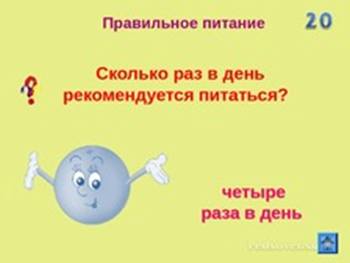 Правильное питание
20
Сколько раз в день
рекомендуется питаться?
четыре
раза в день